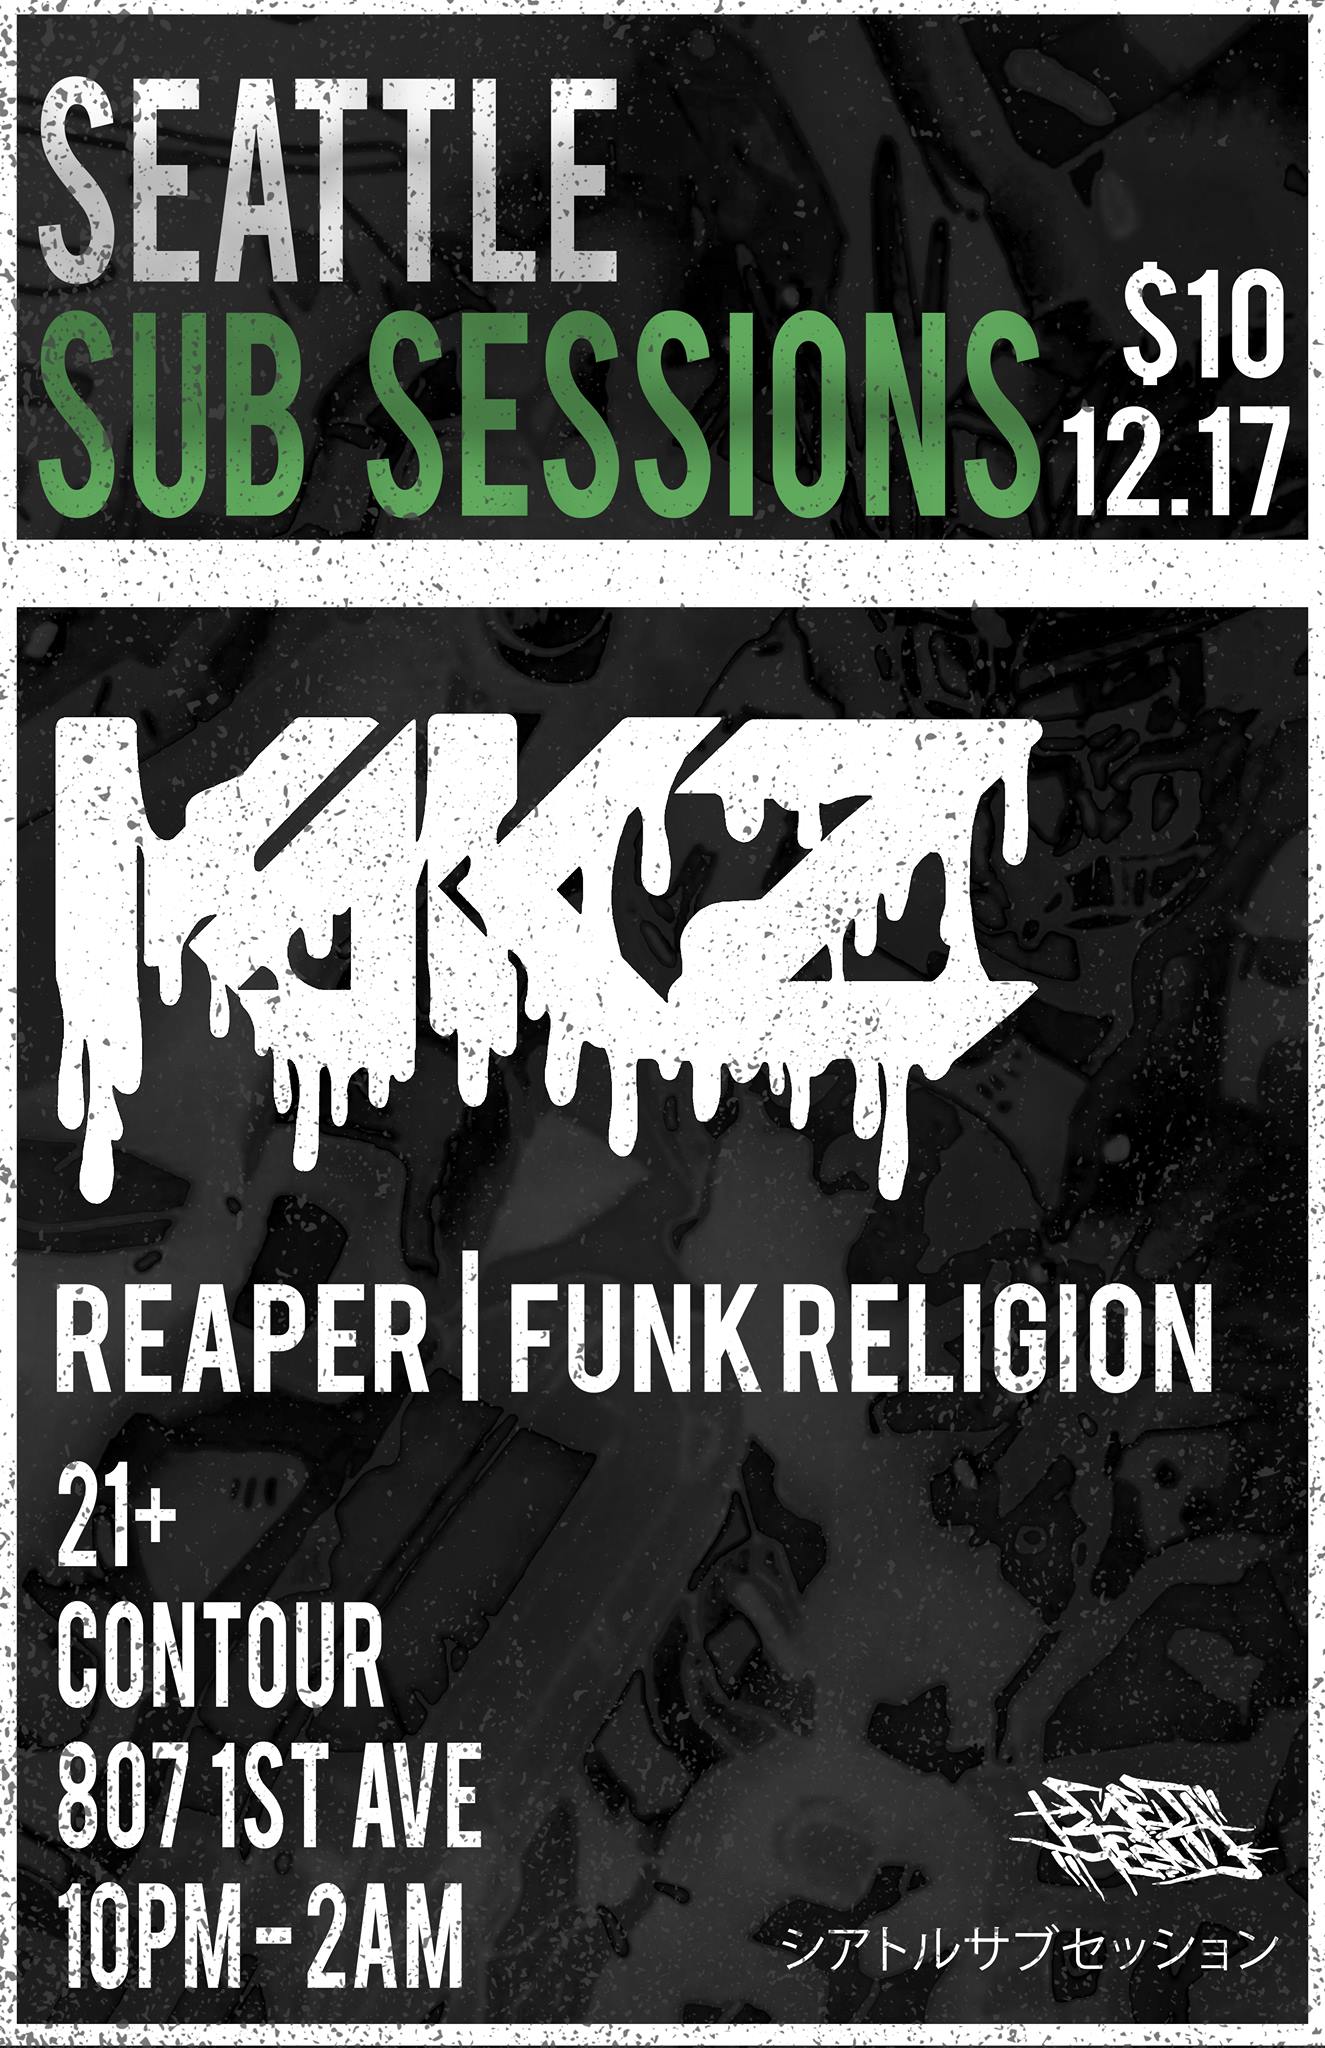 SEATTLE
SUB SESSIONS
$10
12.17
REAPER | FUNK RELIGION
21+
CONTOUR
807 1ST AVE
10PM - 2AM
シアトルサブセッション